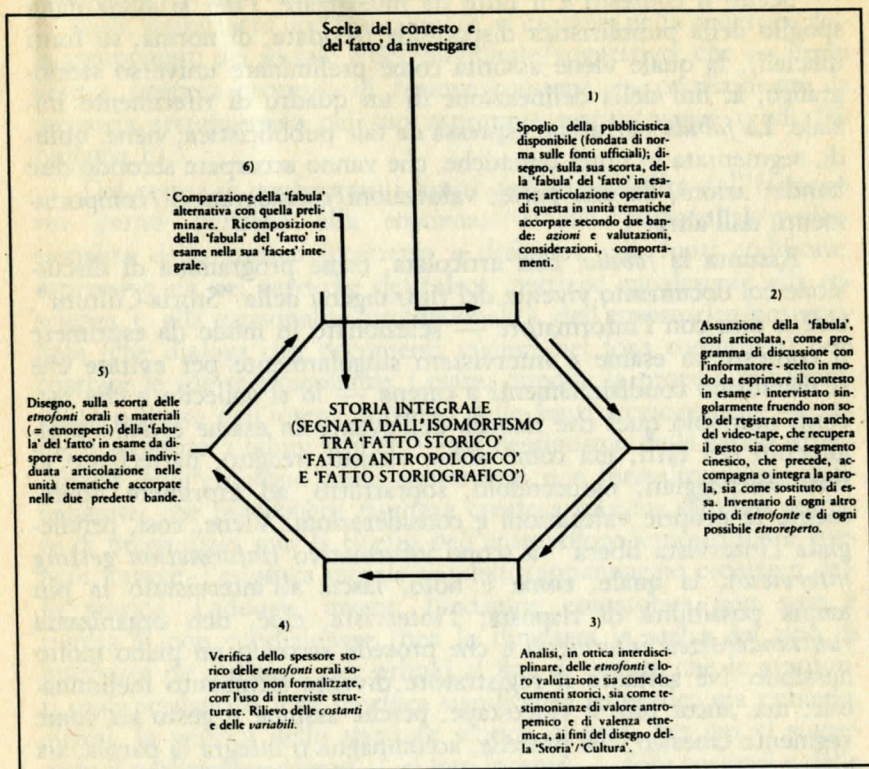 Scelta del contesto e
del ‘fatto’ da investigare
1)
Spoglio della pubblicistica
disponibile (fondata di nor-
ma sulle fonti ufficiali); di-
segno, sulla sua scorta, del-
la ‘fabula’ del ‘fatto’ in esa-
me; articolazione operativa
di questa in unità tematiche
accorpate secondo due ban-
de: azioni e valutazioni,
considerazioni, comporta-
menti.
2)
Assunzione della ‘fabula’,
cosí articolata, come pro-
gramma di discussione con
l'informatore - scelto in mo-
do da esprimere il contesto
in esame - intervistato sin-
golarmente fruendo non so-
lo del registratore ma anche
del video-tape, che recupera
il gesto sia come segmento
cinesico, che precede, ac-
compagna o integra la paro-
la, sia come sostituto di es-
sa. Inventario di ogni altro
tipo di etnofonte e di ogni
possibile etnoreperto.
3)
Analisi, in ottica interdisci-
plinare, delle etnofonti e lo-
ro valutazione sia come do-
cumenti storici, sia come te-
stimonianze di valore antro-
pemico e di valenza etne-
mica, ai fini del disegno del-
la ‘Storia’/‘Cultura’.
4)
Verifica dello spessore sto-
rico delle etnofonti orali so-
prattutto non formalizzate,
con l'uso di interviste strut-
turate. Rilievo delle costanti
e delle variabili.
5)
Disegno, sulla scorta delle
etnofonti orali e materiali
(= etnoreperti) della ‘fabu-
la’ del ‘fatto’ in esame da di-
sporre secondo la indivi-
duata articolazione nelle
unità tematiche accorpate
nelle due predette bande.
6)
Comparazione della ‘fabula’
alternativa con quella preli-
minare. Ricomposizione
della ‘fabula’ del ‘fatto’ in
esame nella sua ‘facies’ inte-
grale.
STORIA INTEGRALE
(SEGNATA DALL'ISOMORFISMO
TRA ‘FATTO STORICO’
‘FATTO ANTROPOLOGICO’
E ‘FATTO STORIOGRAFICO’)